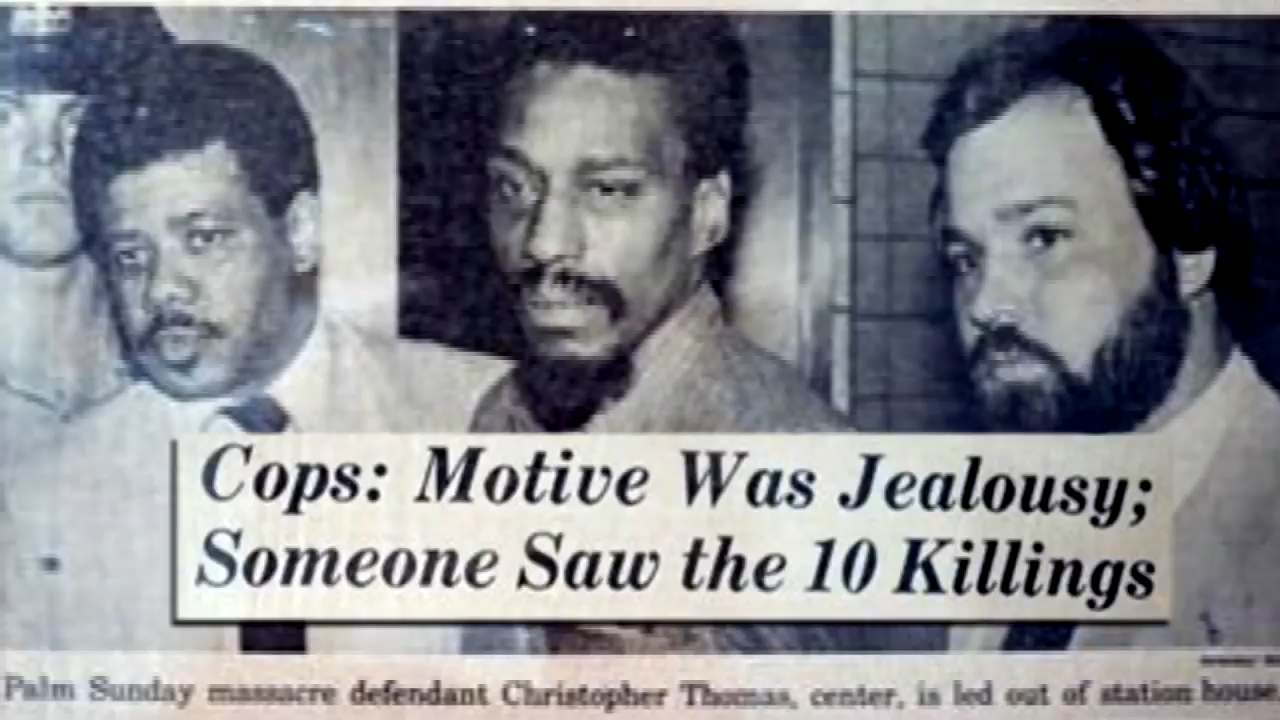 Cops: Motive Was Jealousy;
Someone Saw the 10 Killings
Palm Sunday massacre defendant Christopher Thomas, center, is led out of station house